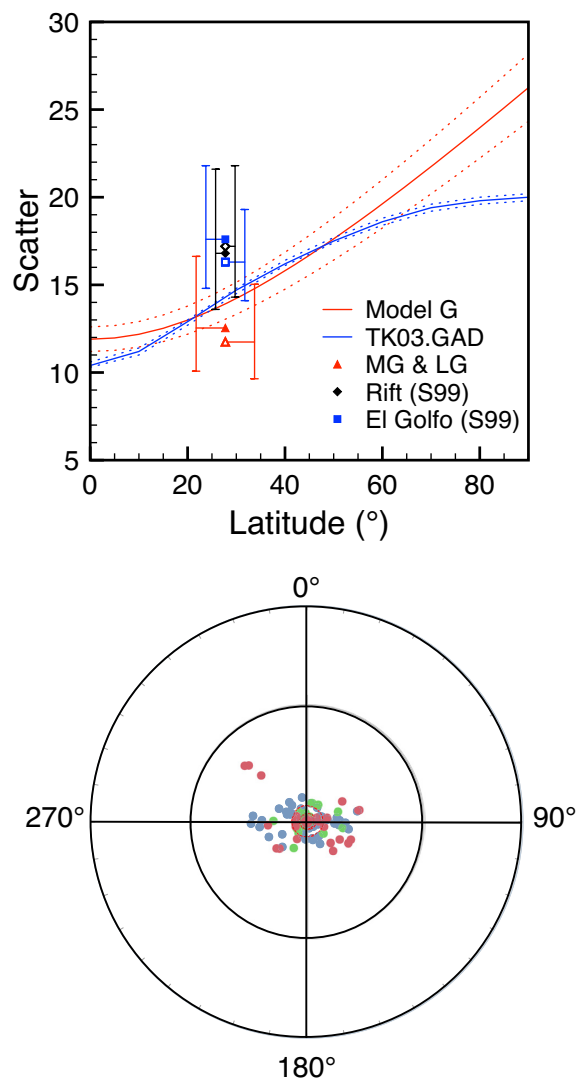 30
25
20
15
10
5
Scatter
0 20 40 60 80
Latitude (°)
Model G
TK03.GAD
MG & LG
Rift (S99)
El Golfo (S99)
0°
270°
90°
180°